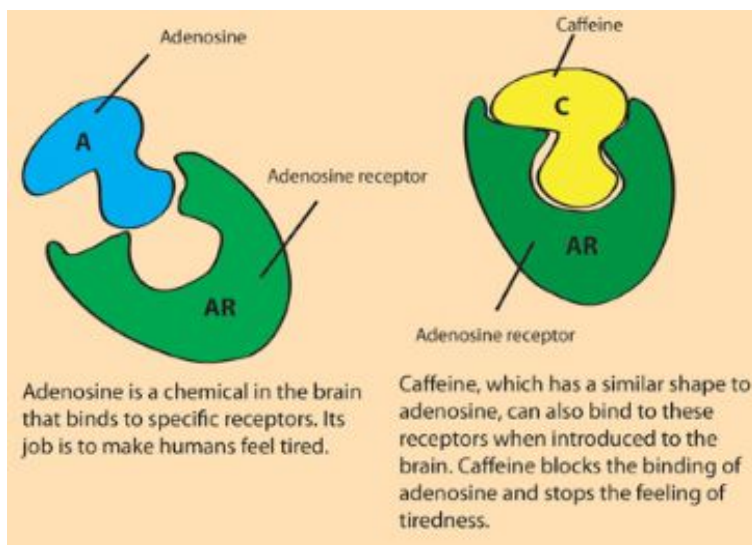 Adenosine
A
Adenosine receptor
AR
Adenosine is a chemical in the brain
that binds to specific receptors. Its
job is to make humans feel tired.
Caffeine
C
AR
Adenosine receptor
Caffeine, which has a similar shape to
adenosine, can also bind to these
receptors when introduced to the
brain. Caffeine blocks the binding of
adenosine and stops the feeling of
tiredness.